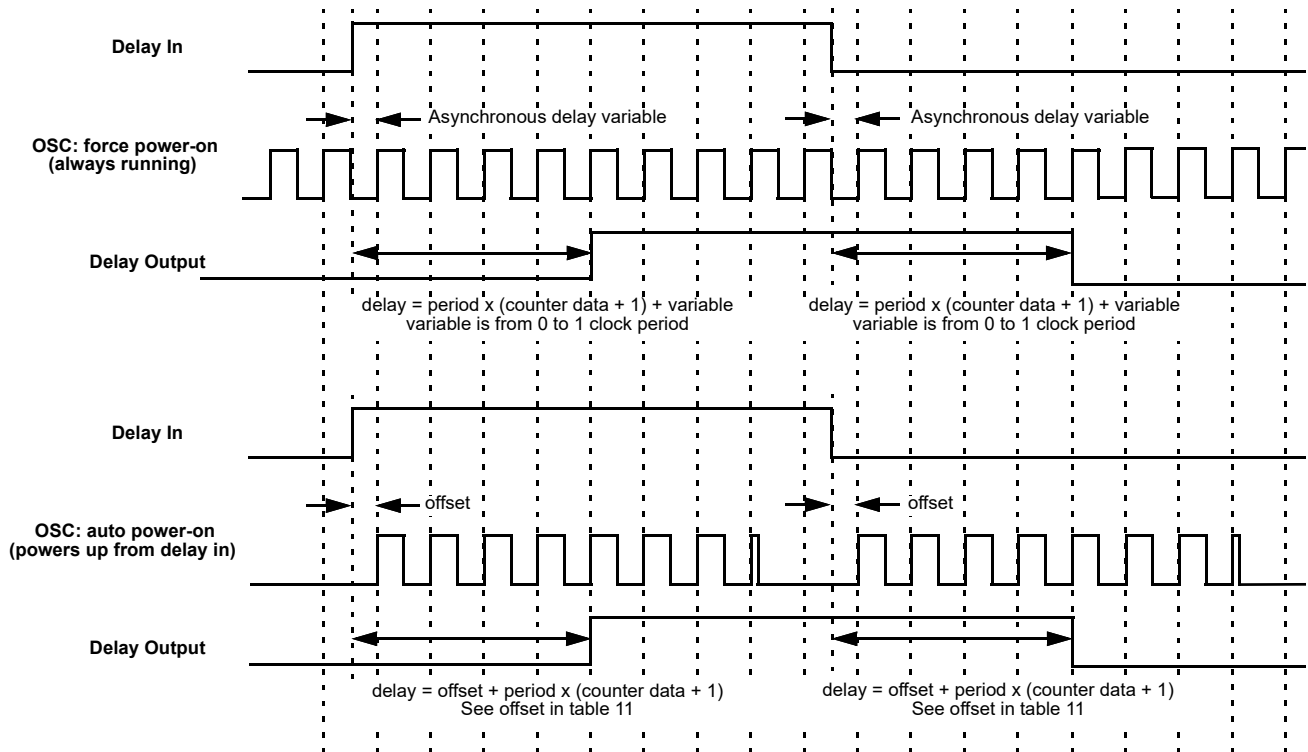 Delay In
Asynchronous delay variable
Asynchronous delay variable
OSC: force power-on
(always running)
Delay Output
delay = period x (counter data + 1) + variable
variable is from 0 to 1 clock period
delay = period x (counter data + 1) + variable
variable is from 0 to 1 clock period
Delay In
offset
offset
OSC: auto power-on
(powers up from delay in)
Delay Output
delay = offset + period x (counter data + 1)
See offset in table 11
delay = offset + period x (counter data + 1)
See offset in table 11